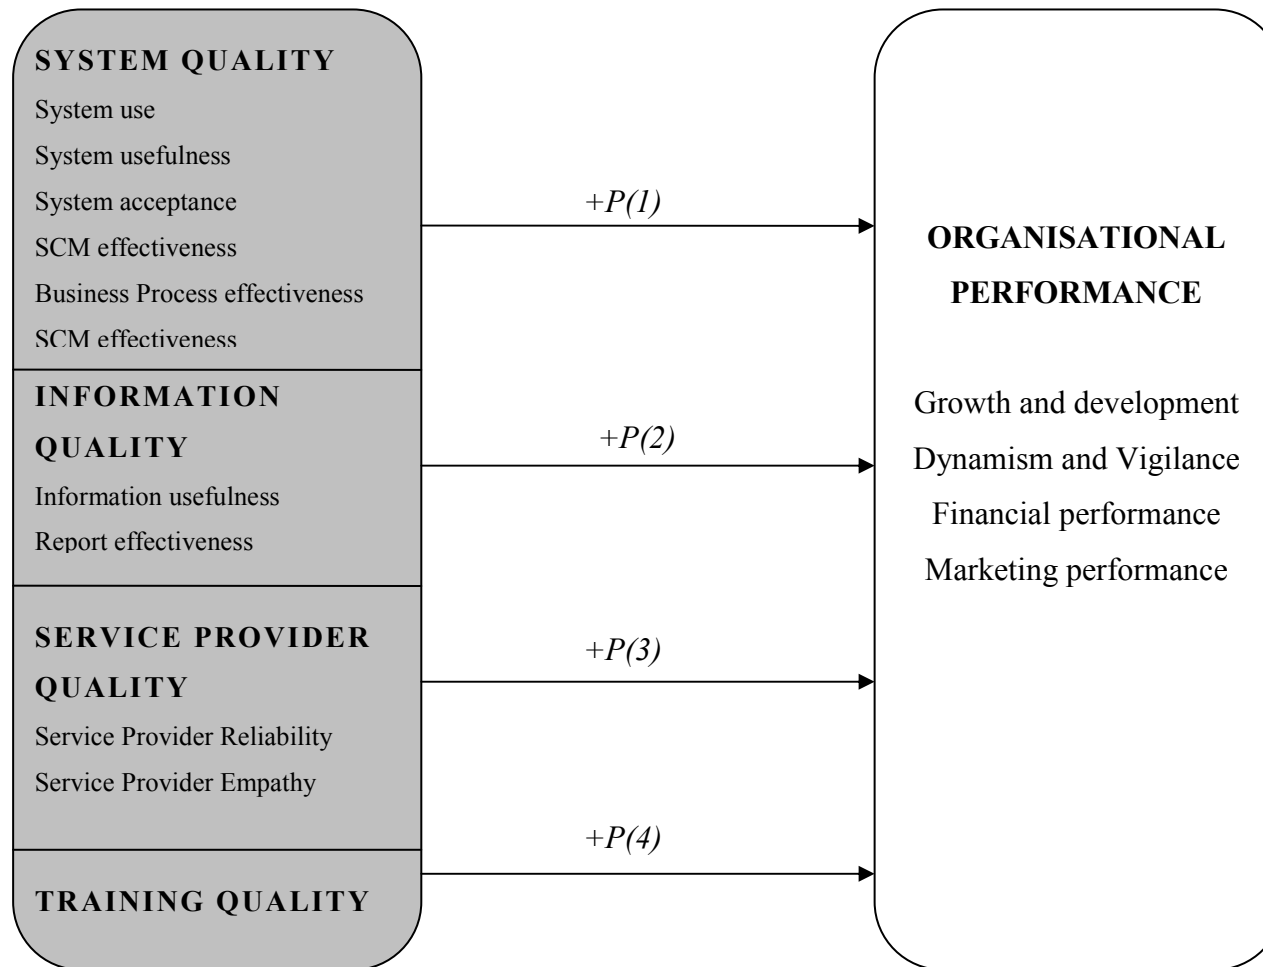 SYSTEM QUALITY
System use
System usefulness
System acceptance
SCM effectiveness
Business Process effectiveness
SCM effectiveness
INFORMATION
QUALITY
Information usefulness
Report effectiveness
SERVICE PROVIDER
QUALITY
Service Provider Reliability
Service Provider Empathy
TRAINING QUALITY
+P(1)
+P(2)
+P(3)
+P(4)
ORGANISATIONAL
PERFORMANCE
Growth and development
Dynamism and Vigilance
Financial performance
Marketing performance